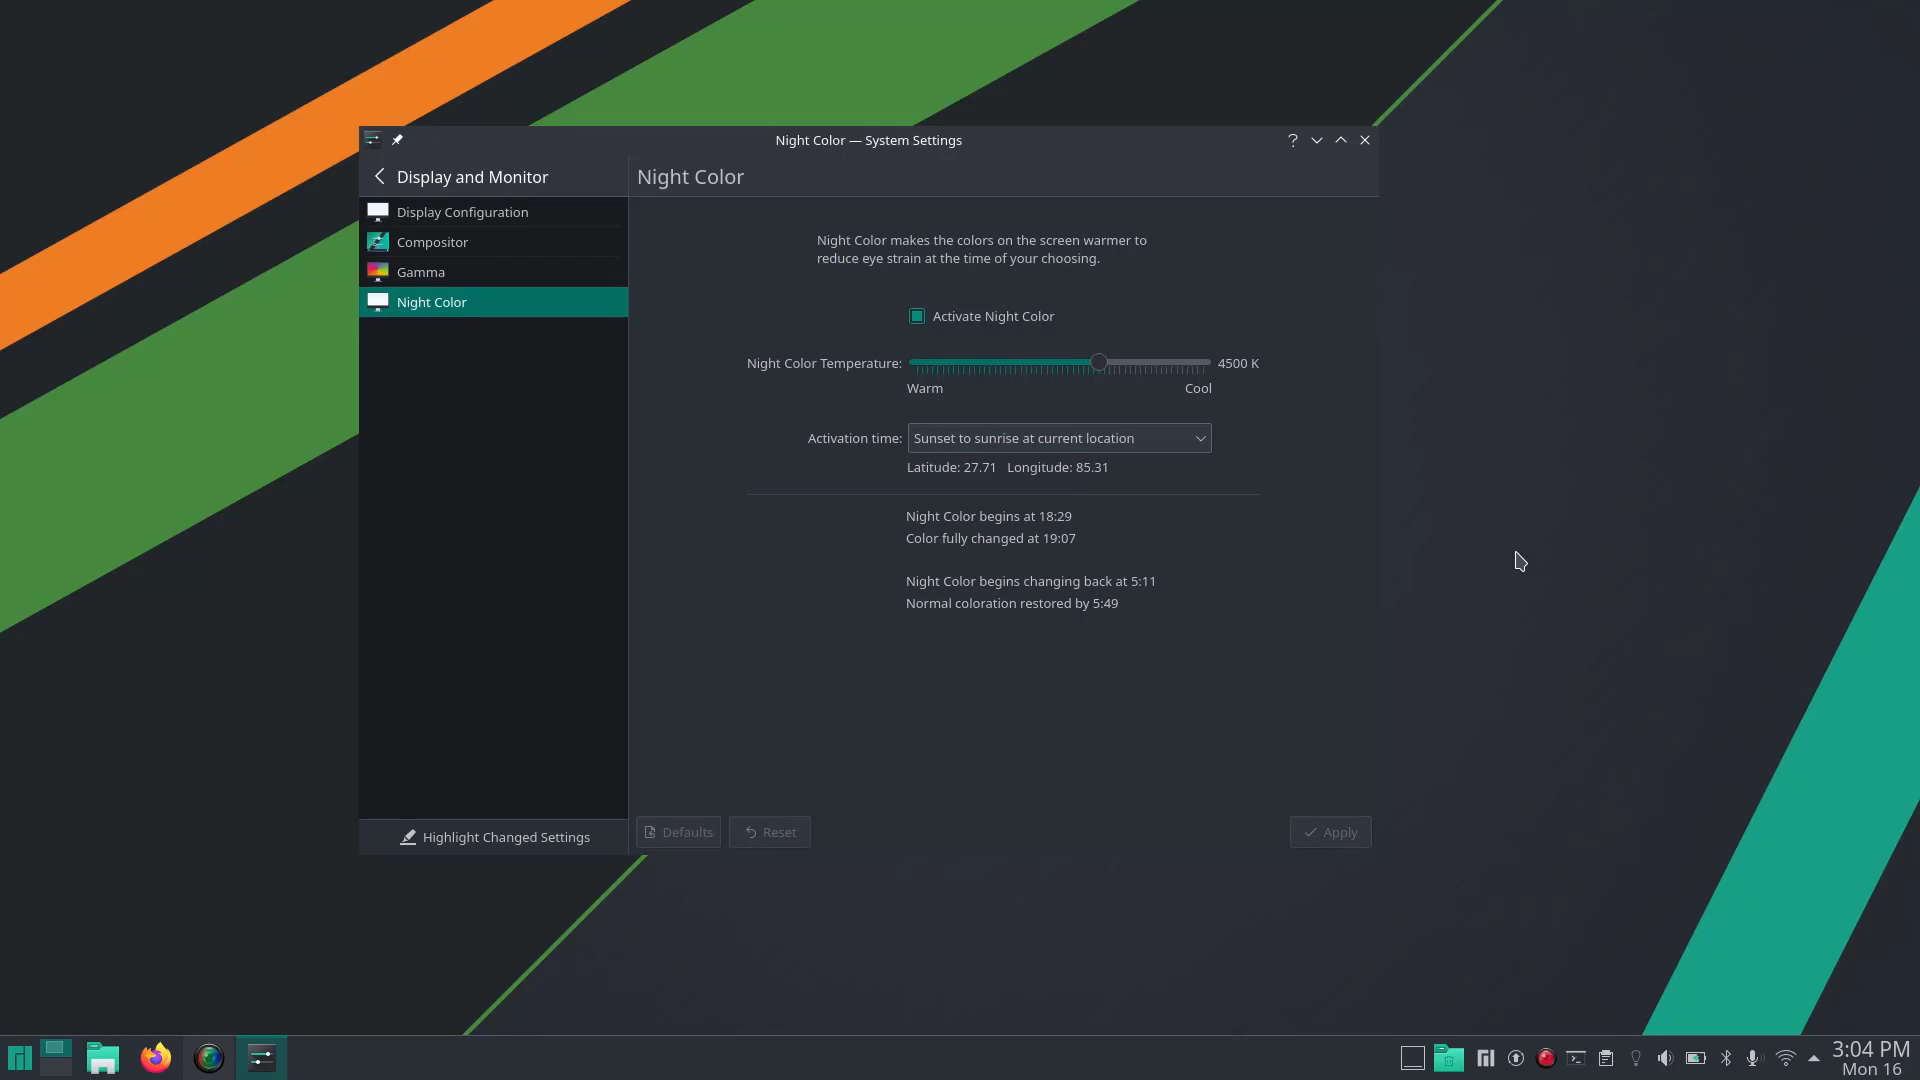 Night Color — System Settings
Display and Monitor
Night Color
Display Configuration
Compositor
Gamma
Night Color
Night Color makes the colors on the screen warmer to
reduce eye strain at the time of your choosing.
Activate Night Color
Night Color Temperature: 4500 K
Warm Cool
Activation time: Sunset to sunrise at current location
Latitude: 27.71 Longitude: 85.31
Night Color begins at 18:29
Color fully changed at 19:07
Night Color begins changing back at 5:11
Normal coloration restored by 5:49
Highlight Changed Settings
Defaults Reset Apply
3:04 PM
Mon 16